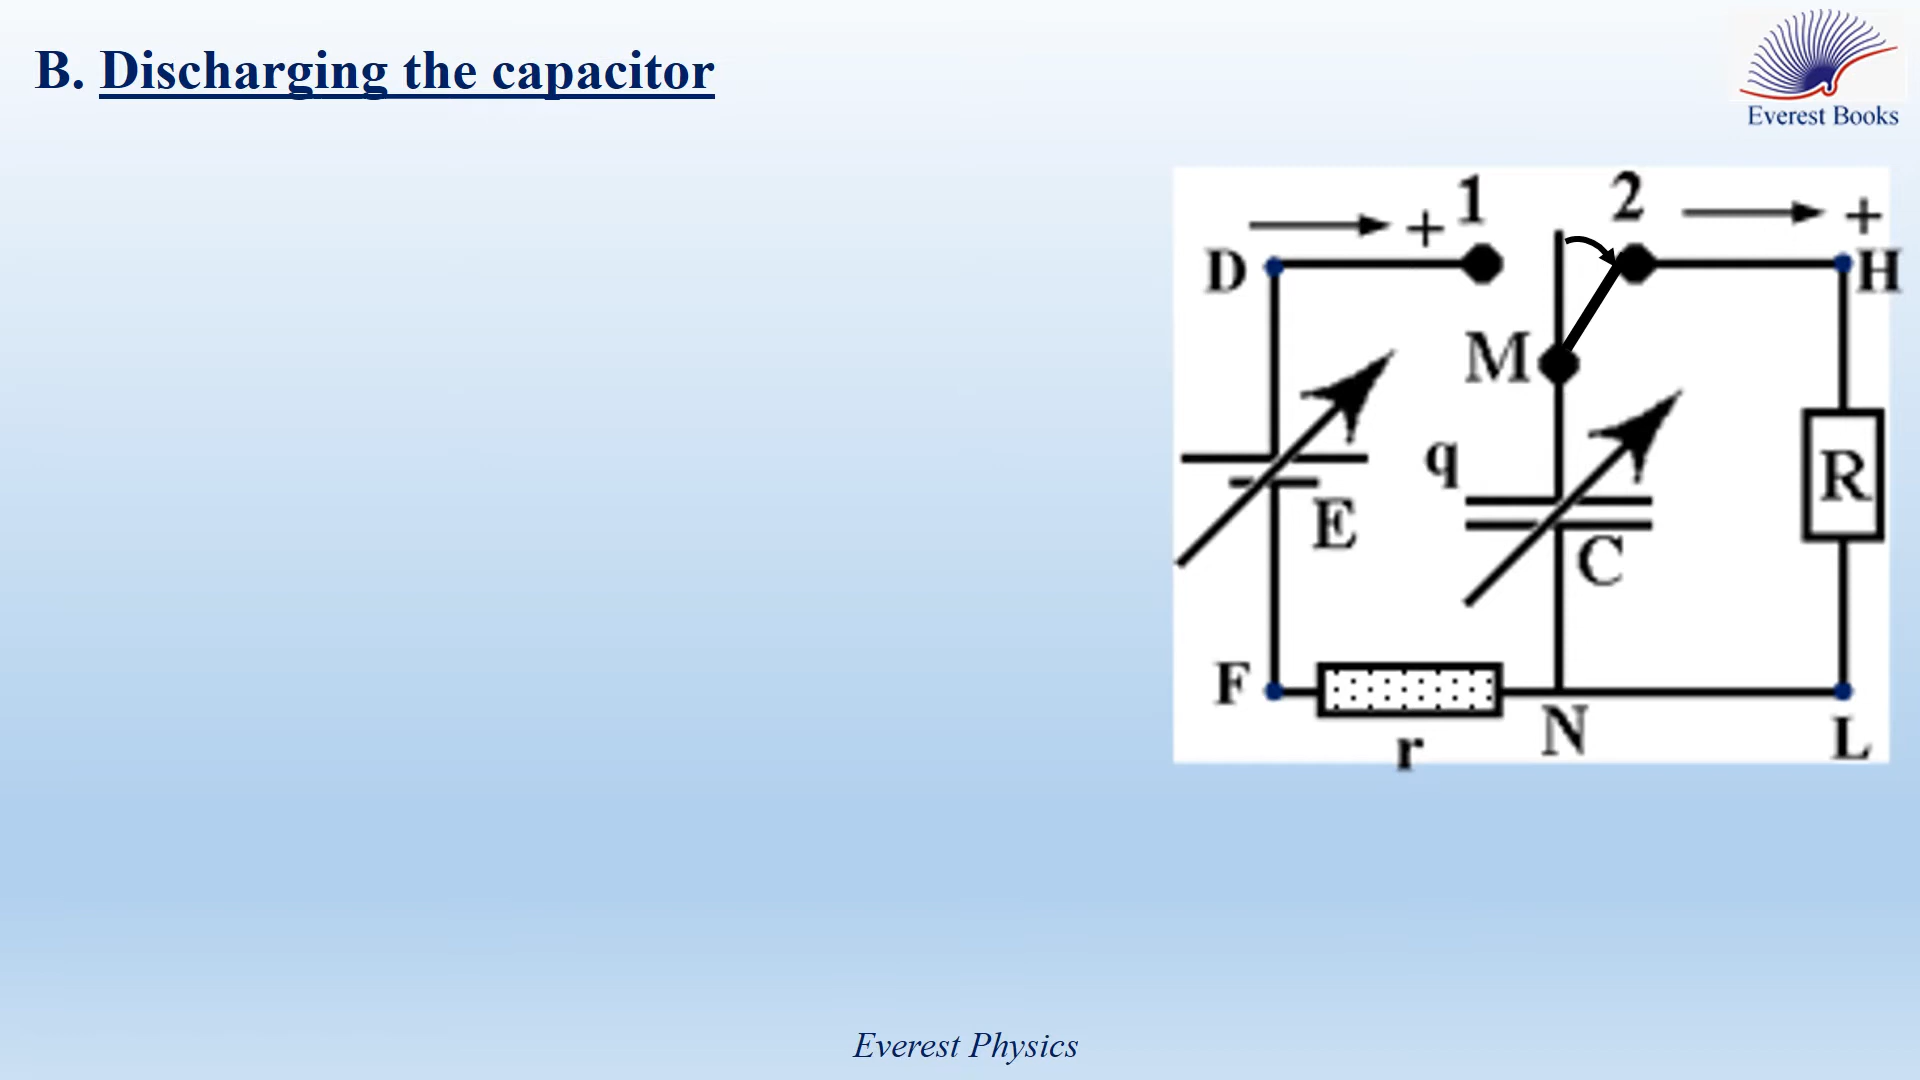 B. Discharging the capacitor
Everest Books
1
2
+
+
D
H
M
q
R
E
C
F
r
N
L
Everest Physics